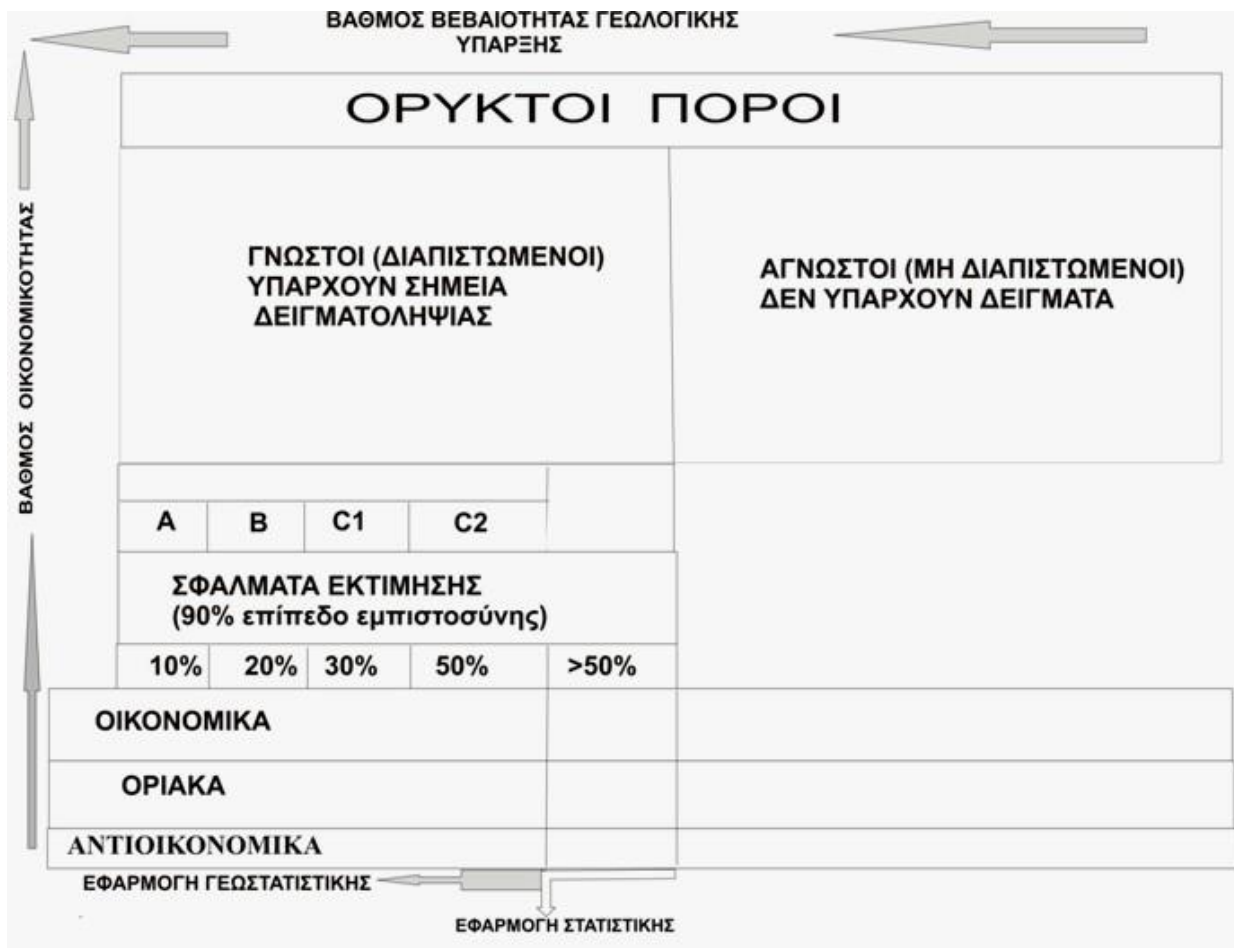 ΒΑΘΜΟΣ ΒΕΒΑΙΟΤΗΤΑΣ ΓΕΩΛΟΓΙΚΗΣ
ΥΠΑΡΞΗΣ
ΟΡΥΚΤΟΙ ΠΟΡΟΙ
ΒΑΘΜΟΣ ΟΙΚΟΝΟΜΙΚΟΤΗΤΑΣ
ΓΝΩΣΤΟΙ (ΔΙΑΠΙΣΤΩΜΕΝΟΙ)
ΥΠΑΡΧΟΥΝ ΣΗΜΕΙΑ
ΔΕΙΓΜΑΤΟΛΗΨΙΑΣ
ΑΓΝΩΣΤΟΙ (ΜΗ ΔΙΑΠΙΣΤΩΜΕΝΟΙ)
ΔΕΝ ΥΠΑΡΧΟΥΝ ΔΕΙΓΜΑΤΑ
A B C1 C2
ΣΦΑΛΜΑΤΑ ΕΚΤΙΜΗΣΗΣ
(90% επίπεδο εμπιστοσύνης)
10% 20% 30% 50% >50%
ΟΙΚΟΝΟΜΙΚΑ
ΟΡΙΑΚΑ
ΑΝΤΙΟΙΚΟΝΟΜΙΚΑ
ΕΦΑΡΜΟΓΗ ΓΕΩΣΤΑΤΙΣΤΙΚΗΣ
ΕΦΑΡΜΟΓΗ ΣΤΑΤΙΣΤΙΚΗΣ